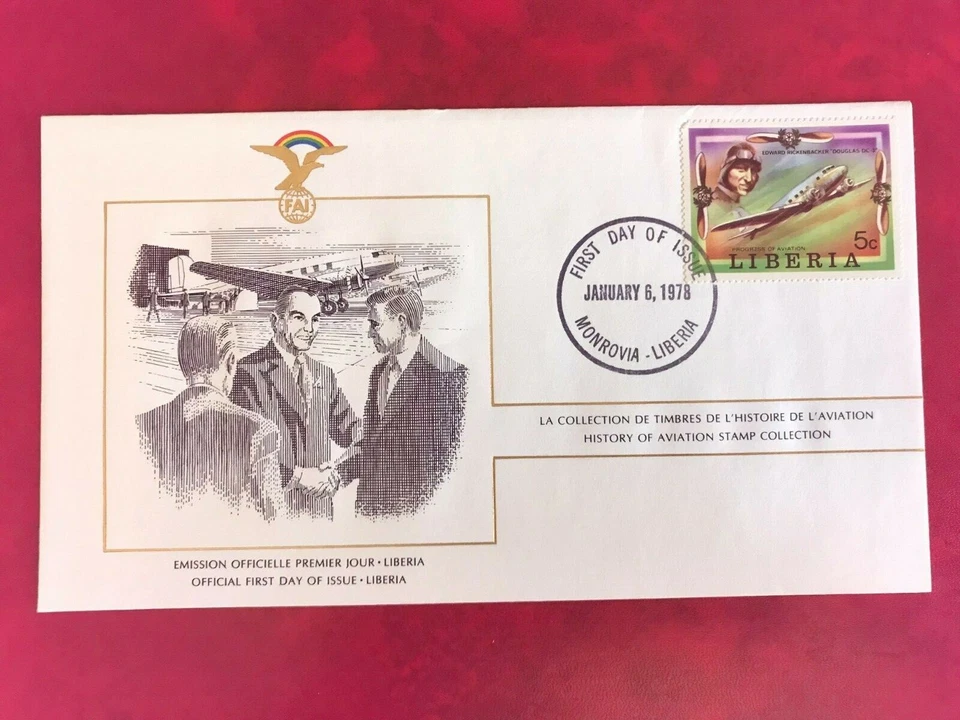 FAI
EDWARD RICKENBACKER "DOUGLAS DC-3"
PROGRESS OF AVIATION
5c
LIBERIA
FIRST DAY OF ISSUE
JANUARY 6, 1978
MONROVIA - LIBERIA
LA COLLECTION DE TIMBRES DE L'HISTOIRE DE L'AVIATION
HISTORY OF AVIATION STAMP COLLECTION
EMISSION OFFICIELLE PREMIER JOUR • LIBERIA
OFFICIAL FIRST DAY OF ISSUE • LIBERIA